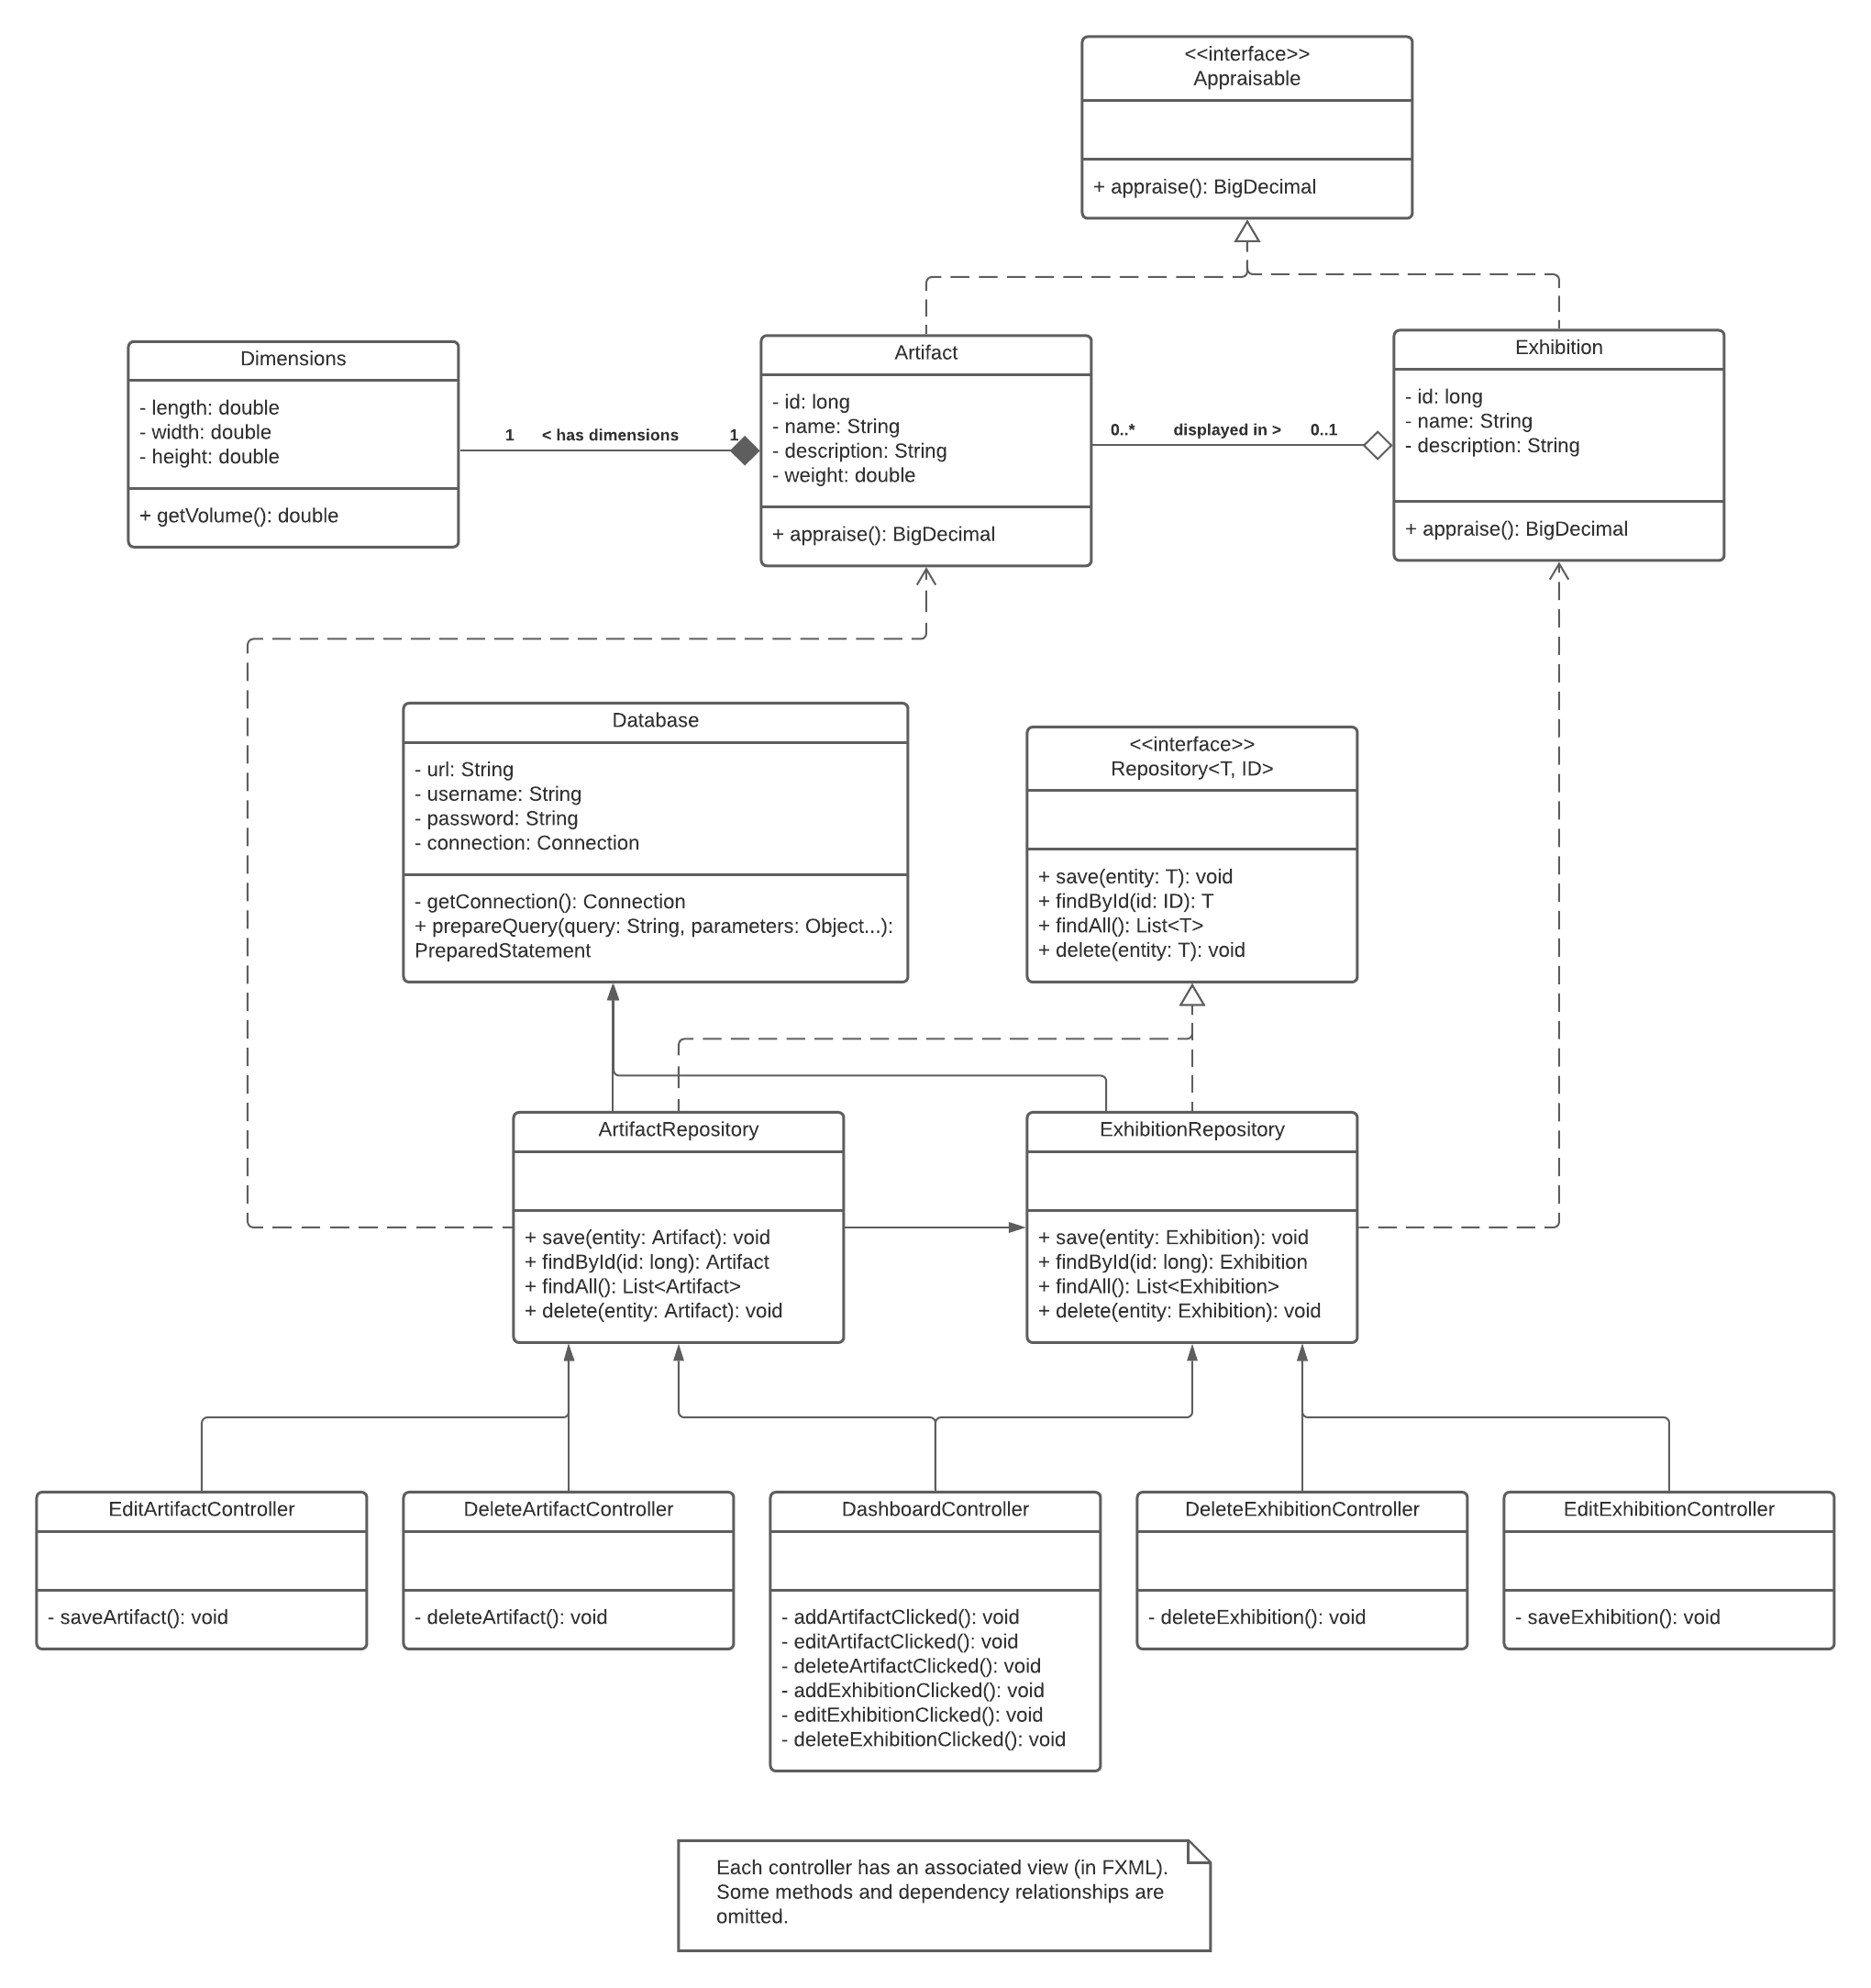 <<interface>>
Appraisable
+ appraise(): BigDecimal
Dimensions
- length: double
- width: double
- height: double
+ getVolume(): double
1
< has dimensions
1
Artifact
- id: long
- name: String
- description: String
- weight: double
+ appraise(): BigDecimal
0..*
displayed in >
0..1
Exhibition
- id: long
- name: String
- description: String
+ appraise(): BigDecimal
Database
- url: String
- username: String
- password: String
- connection: Connection
- getConnection(): Connection
+ prepareQuery(query: String, parameters: Object...):
PreparedStatement
<<interface>>
Repository<T, ID>
+ save(entity: T): void
+ findById(id: ID): T
+ findAll(): List<T>
+ delete(entity: T): void
ArtifactRepository
+ save(entity: Artifact): void
+ findById(id: long): Artifact
+ findAll(): List<Artifact>
+ delete(entity: Artifact): void
ExhibitionRepository
+ save(entity: Exhibition): void
+ findById(id: long): Exhibition
+ findAll(): List<Exhibition>
+ delete(entity: Exhibition): void
EditArtifactController
- saveArtifact(): void
DeleteArtifactController
- deleteArtifact(): void
DashboardController
- addArtifactClicked(): void
- editArtifactClicked(): void
- deleteArtifactClicked(): void
- addExhibitionClicked(): void
- editExhibitionClicked(): void
- deleteExhibitionClicked(): void
DeleteExhibitionController
- deleteExhibition(): void
EditExhibitionController
- saveExhibition(): void
Each controller has an associated view (in FXML).
Some methods and dependency relationships are
omitted.